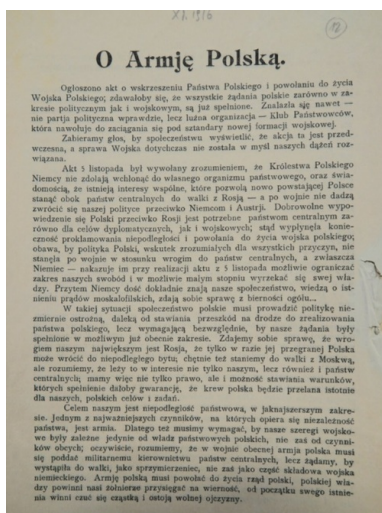 XI. 1916
12
O Armję Polską.
Ogłoszono akt o wskrzeszeniu Państwa Polskiego i powołaniu do życia
Wojska Polskiego; zdawałoby się, że wszystkie żądania polskie zarówno w za-
kresie politycznym jak i wojskowym, są już spełnione. Znalazła się nawet —
nie partja polityczna wprawdzie, lecz luźna organizacja — Klub Państwowców,
która nawołuje do zaciągania się pod sztandary nowej formacji wojskowej.
Zabieramy głos, by społeczeństwu wyświetlić, że akcja ta jest przed-
wczesna, a sprawa Wojska dotychczas nie została w myśl naszych dążeń roz-
wiązana.
Akt 5 listopada był wywołany zrozumieniem, że Królestwa Polskiego
Niemcy nie zdołają wchłonąć do własnego organizmu państwowego, oraz świa-
domością, że istnieją interesy wspólne, które pozwolą nowo powstającej Polsce
stanąć obok państw centralnych do walki z Rosją — a po wojnie nie dadzą
zwrócić się naszej polityce przeciwko Niemcom i Austrji. Dobrowolne wypo-
wiedzenie się Polski przeciwko Rosji jest potrzebne państwom centralnym za-
równo dla celów dyplomatycznych, jak i wojskowych; stąd wypłynęła koniecz-
ność proklamowania niepodległości i powołania do życia wojska polskiego;
obawa, by polityka Polski, wskutek zrozumiałych dla wszystkich przyczyn, nie
stanęła po wojnie w stosunku wrogim do państw centralnych, a zwłaszcza
Niemiec — nakazuje im przy realizacji aktu z 5 listopada możliwie ograniczać
zakres naszych swobód i w możliwie małym stopniu wyrzekać się swej wła-
dzy. Przytem Niemcy dość dokładnie znają nasze społeczeństwo, wiedzą o ist-
nieniu prądów moskalofilskich, zdają sobie sprawę z bierności ogółu...
W takiej sytuacji społeczeństwo polskie musi prowadzić politykę nie-
zmiernie ostrożną, daleką od stawiania przeszkód na drodze do zrealizowania
państwa polskiego, lecz wymagającą bezwzględnie, by nasze żądania były
spełnione w możliwym już obecnie zakresie. Zdajemy sobie sprawę, że wro-
giem naszym największym jest Rosja, że tylko w razie jej przegranej Polska
może wrócić do niepodległego bytu; chętnie też staniemy do walki z Moskwą,
ale rozumiemy, że leży to w interesie nie tylko naszym, lecz również i państw
centralnych; mamy więc nie tylko prawo, ale i możność stawiania warunków,
których spełnienie dałoby gwarancję, że krew polska będzie przelana istotnie
dla naszych, polskich celów i zadań.
Celem naszym jest niepodległość państwowa, w jaknajszerszym zakre-
sie. Jednym z najważniejszych czynników, na których opiera się niezależność
państwa, jest armia. Dlatego też musimy wymagać, by nasze szeregi wojsko-
we były zależne jedynie od władz państwowych polskich, nie zaś od czynni-
ków obcych; oczywiście, rozumiemy, że w wojnie obecnej armja polska musi
się poddać militarnemu kierownictwu państw centralnych, lecz żądamy, by
wystąpiła do walki, jako sprzymierzeniec, nie zaś jako część składowa wojska
niemieckiego. Armję polską musi powołać do życia rząd polski, polskiej wła-
dzy powinni nasi żołnierze przysięgać na wierność, od początku swego istnie-
nia winni czuć się cząstką i ostoją wolnej ojczyzny.